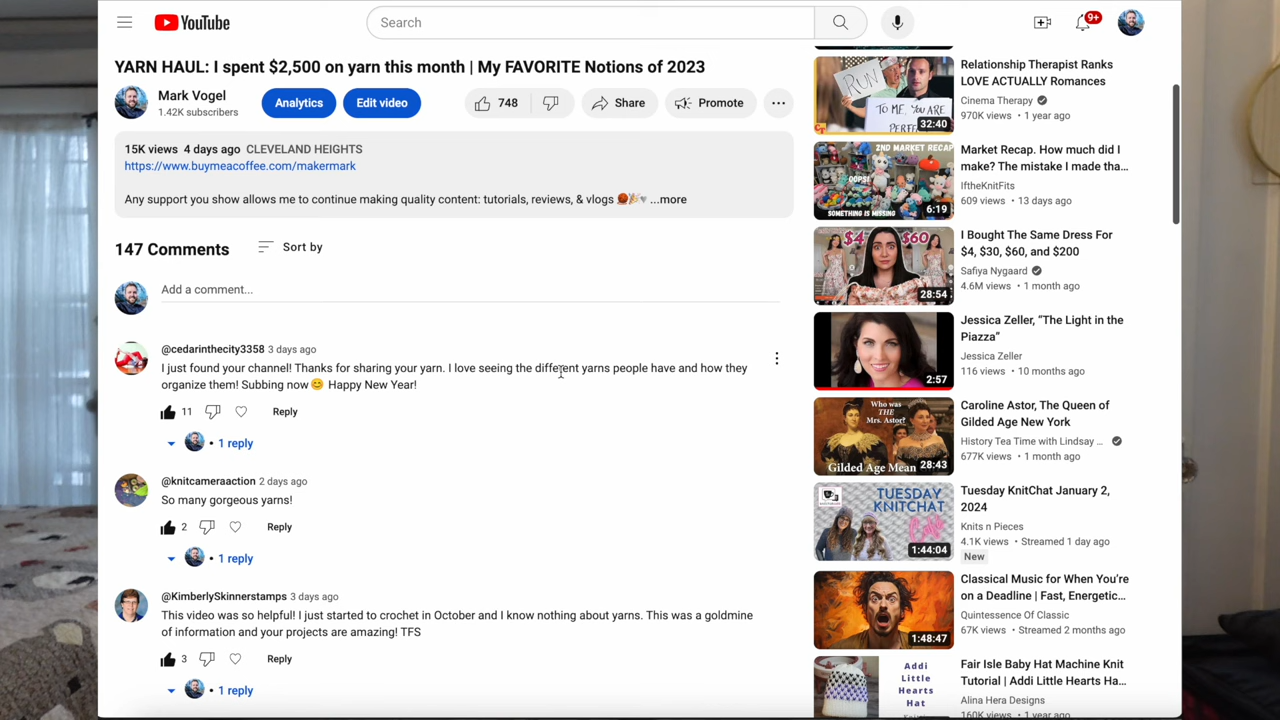 YouTube
Search
9+
YARN HAUL: I spent $2,500 on yarn this month | My FAVORITE Notions of 2023
Mark Vogel
1.42K subscribers
Analytics
Edit video
748
Share
Promote
15K views 4 days ago CLEVELAND HEIGHTS
https://www.buymeacoffee.com/makermark
Any support you show allows me to continue making quality content: tutorials, reviews, & vlogs ...more
147 Comments
Sort by
Add a comment...
@cedarinthecity3358 3 days ago
I just found your channel! Thanks for sharing your yarn. I love seeing the different yarns people have and how they
organize them! Subbing now😊 Happy New Year!
11
Reply
• 1 reply
@knitcameraaction 2 days ago
So many gorgeous yarns!
2
Reply
• 1 reply
@KimberlySkinnerstamps 3 days ago
This video was so helpful! I just started to crochet in October and I know nothing about yarns. This was a goldmine
of information and your projects are amazing! TFS
3
Reply
• 1 reply
RUN
TO ME, YOU ARE
PERFECT
32:40
Relationship Therapist Ranks
LOVE ACTUALLY Romances
Cinema Therapy
970K views • 1 year ago
2ND MARKET RECAP
OOPS!
SOMETHING IS MISSING
6:19
Market Recap. How much did I
make? The mistake I made tha...
IftheKnitFits
609 views • 13 days ago
$4
$60
28:54
I Bought The Same Dress For
$4, $30, $60, and $200
Safiya Nygaard
4.6M views • 1 month ago
2:57
Jessica Zeller, “The Light in the
Piazza”
Jessica Zeller
116 views • 10 months ago
Who was
THE
Mrs. Astor?
Gilded Age Mean
28:43
Caroline Astor, The Queen of
Gilded Age New York
History Tea Time with Lindsay ...
677K views • 1 month ago
TUESDAY
KNITCHAT
1:44:04
Tuesday KnitChat January 2,
2024
Knits n Pieces
4.1K views • Streamed 1 day ago
New
1:48:47
Classical Music for When You're
on a Deadline | Fast, Energetic...
Quintessence Of Classic
67K views • Streamed 2 months ago
Addi
Little
Hearts
Hat
Fair Isle Baby Hat Machine Knit
Tutorial | Addi Little Hearts Ha...
Alina Hera Designs
160K views • 1 year ago